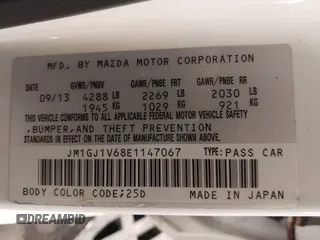 MFD. BY MAZDA MOTOR CORPORATION
GVWR/PNBV GAWR/PNBE FRT GAWR/PNBE RR
09/13 4288 LB 2269 LB 2030 LB
1945 KG 1029 KG 921 KG
THIS VEHICLE CONFORMS TO ALL APPLICABLE FEDERAL MOTOR VEHICLE SAFETY,
BUMPER, AND THEFT PREVENTION
STANDARDS IN EFFECT ON THE DATE OF MANUFACTURE SHOWN ABOVE.
JM1GJ1V68E1147067 TYPE: PASS CAR
BODY COLOR CODE; 25D MADE IN JAPAN
DREAMBID